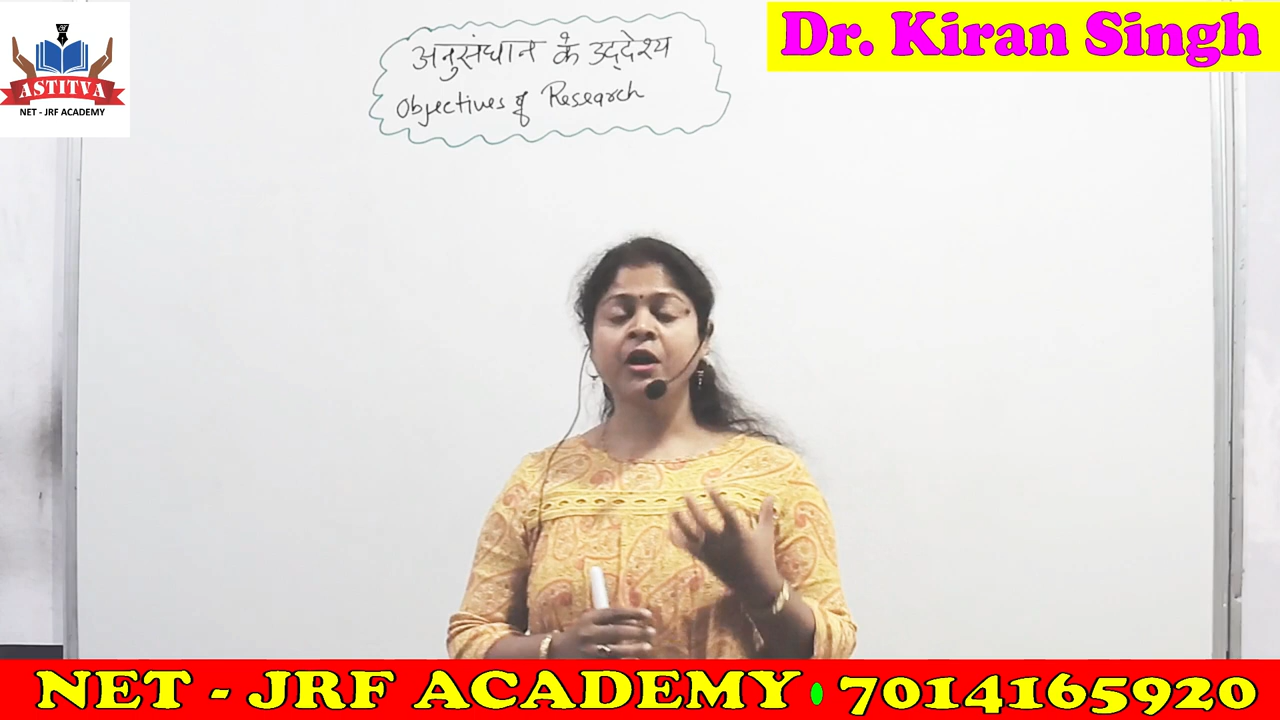 ASTITVA
NET - JRF ACADEMY
Dr. Kiran Singh
अनुसंधान के उद्देश्य
Objectives of Research
NET - JRF ACADEMY 7014165920